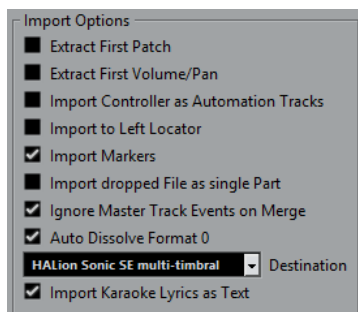 Import Options
Extract First Patch
Extract First Volume/Pan
Import Controller as Automation Tracks
Import to Left Locator
Import Markers
Import dropped File as single Part
Ignore Master Track Events on Merge
Auto Dissolve Format 0
HALion Sonic SE multi-timbral Destination
Import Karaoke Lyrics as Text